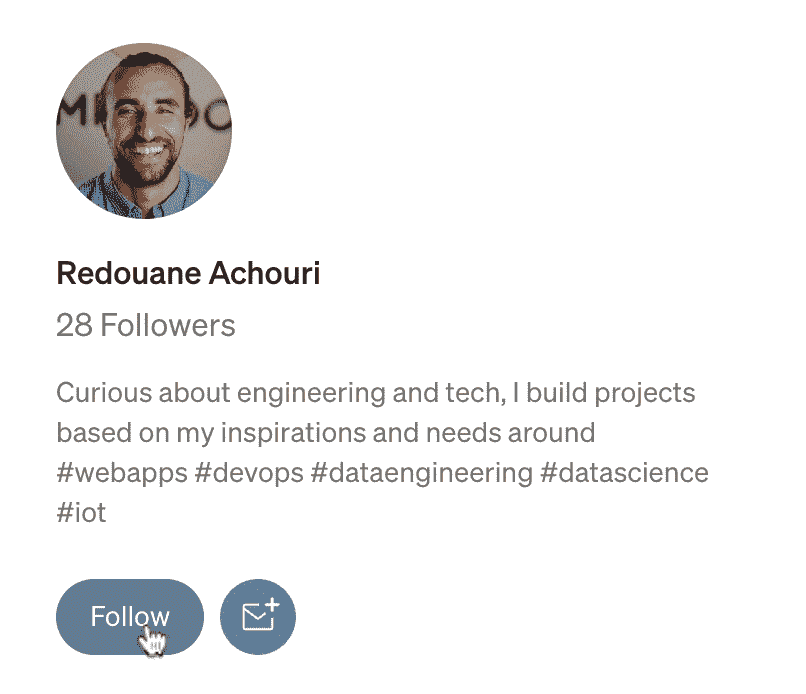 Redouane Achouri
28 Followers
Curious about engineering and tech, I build projects
based on my inspirations and needs around
#webapps #devops #dataengineering #datascience
#iot
Follow